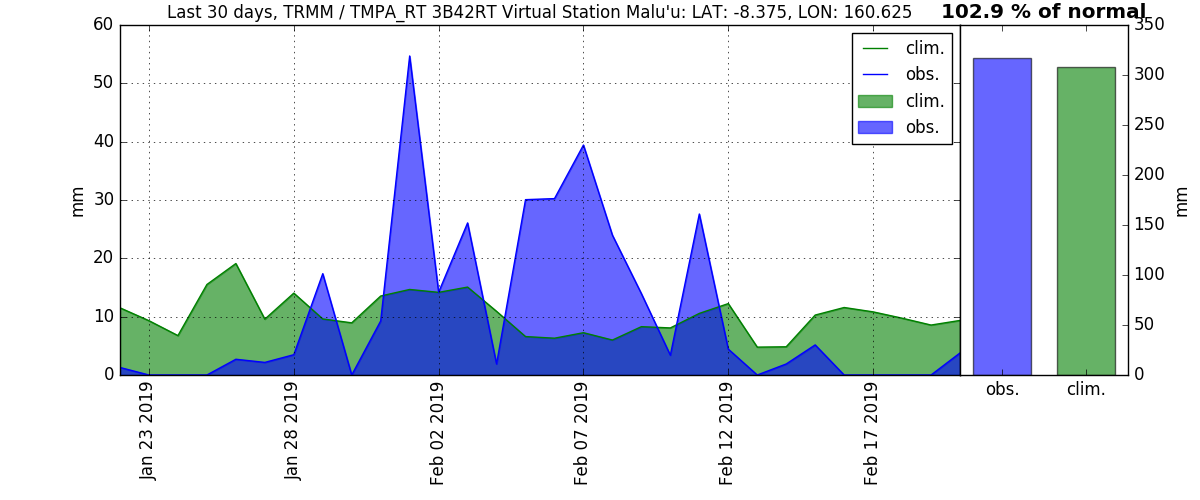 Last 30 days, TRMM / TMPA_RT 3B42RT Virtual Station Malu'u: LAT: -8.375, LON: 160.625
102.9 % of normal
60
50
40
30
20
10
0
mm
clim.
obs.
clim.
obs.
350
300
250
200
150
100
50
0
mm
obs.
clim.
Jan 23 2019
Jan 28 2019
Feb 02 2019
Feb 07 2019
Feb 12 2019
Feb 17 2019